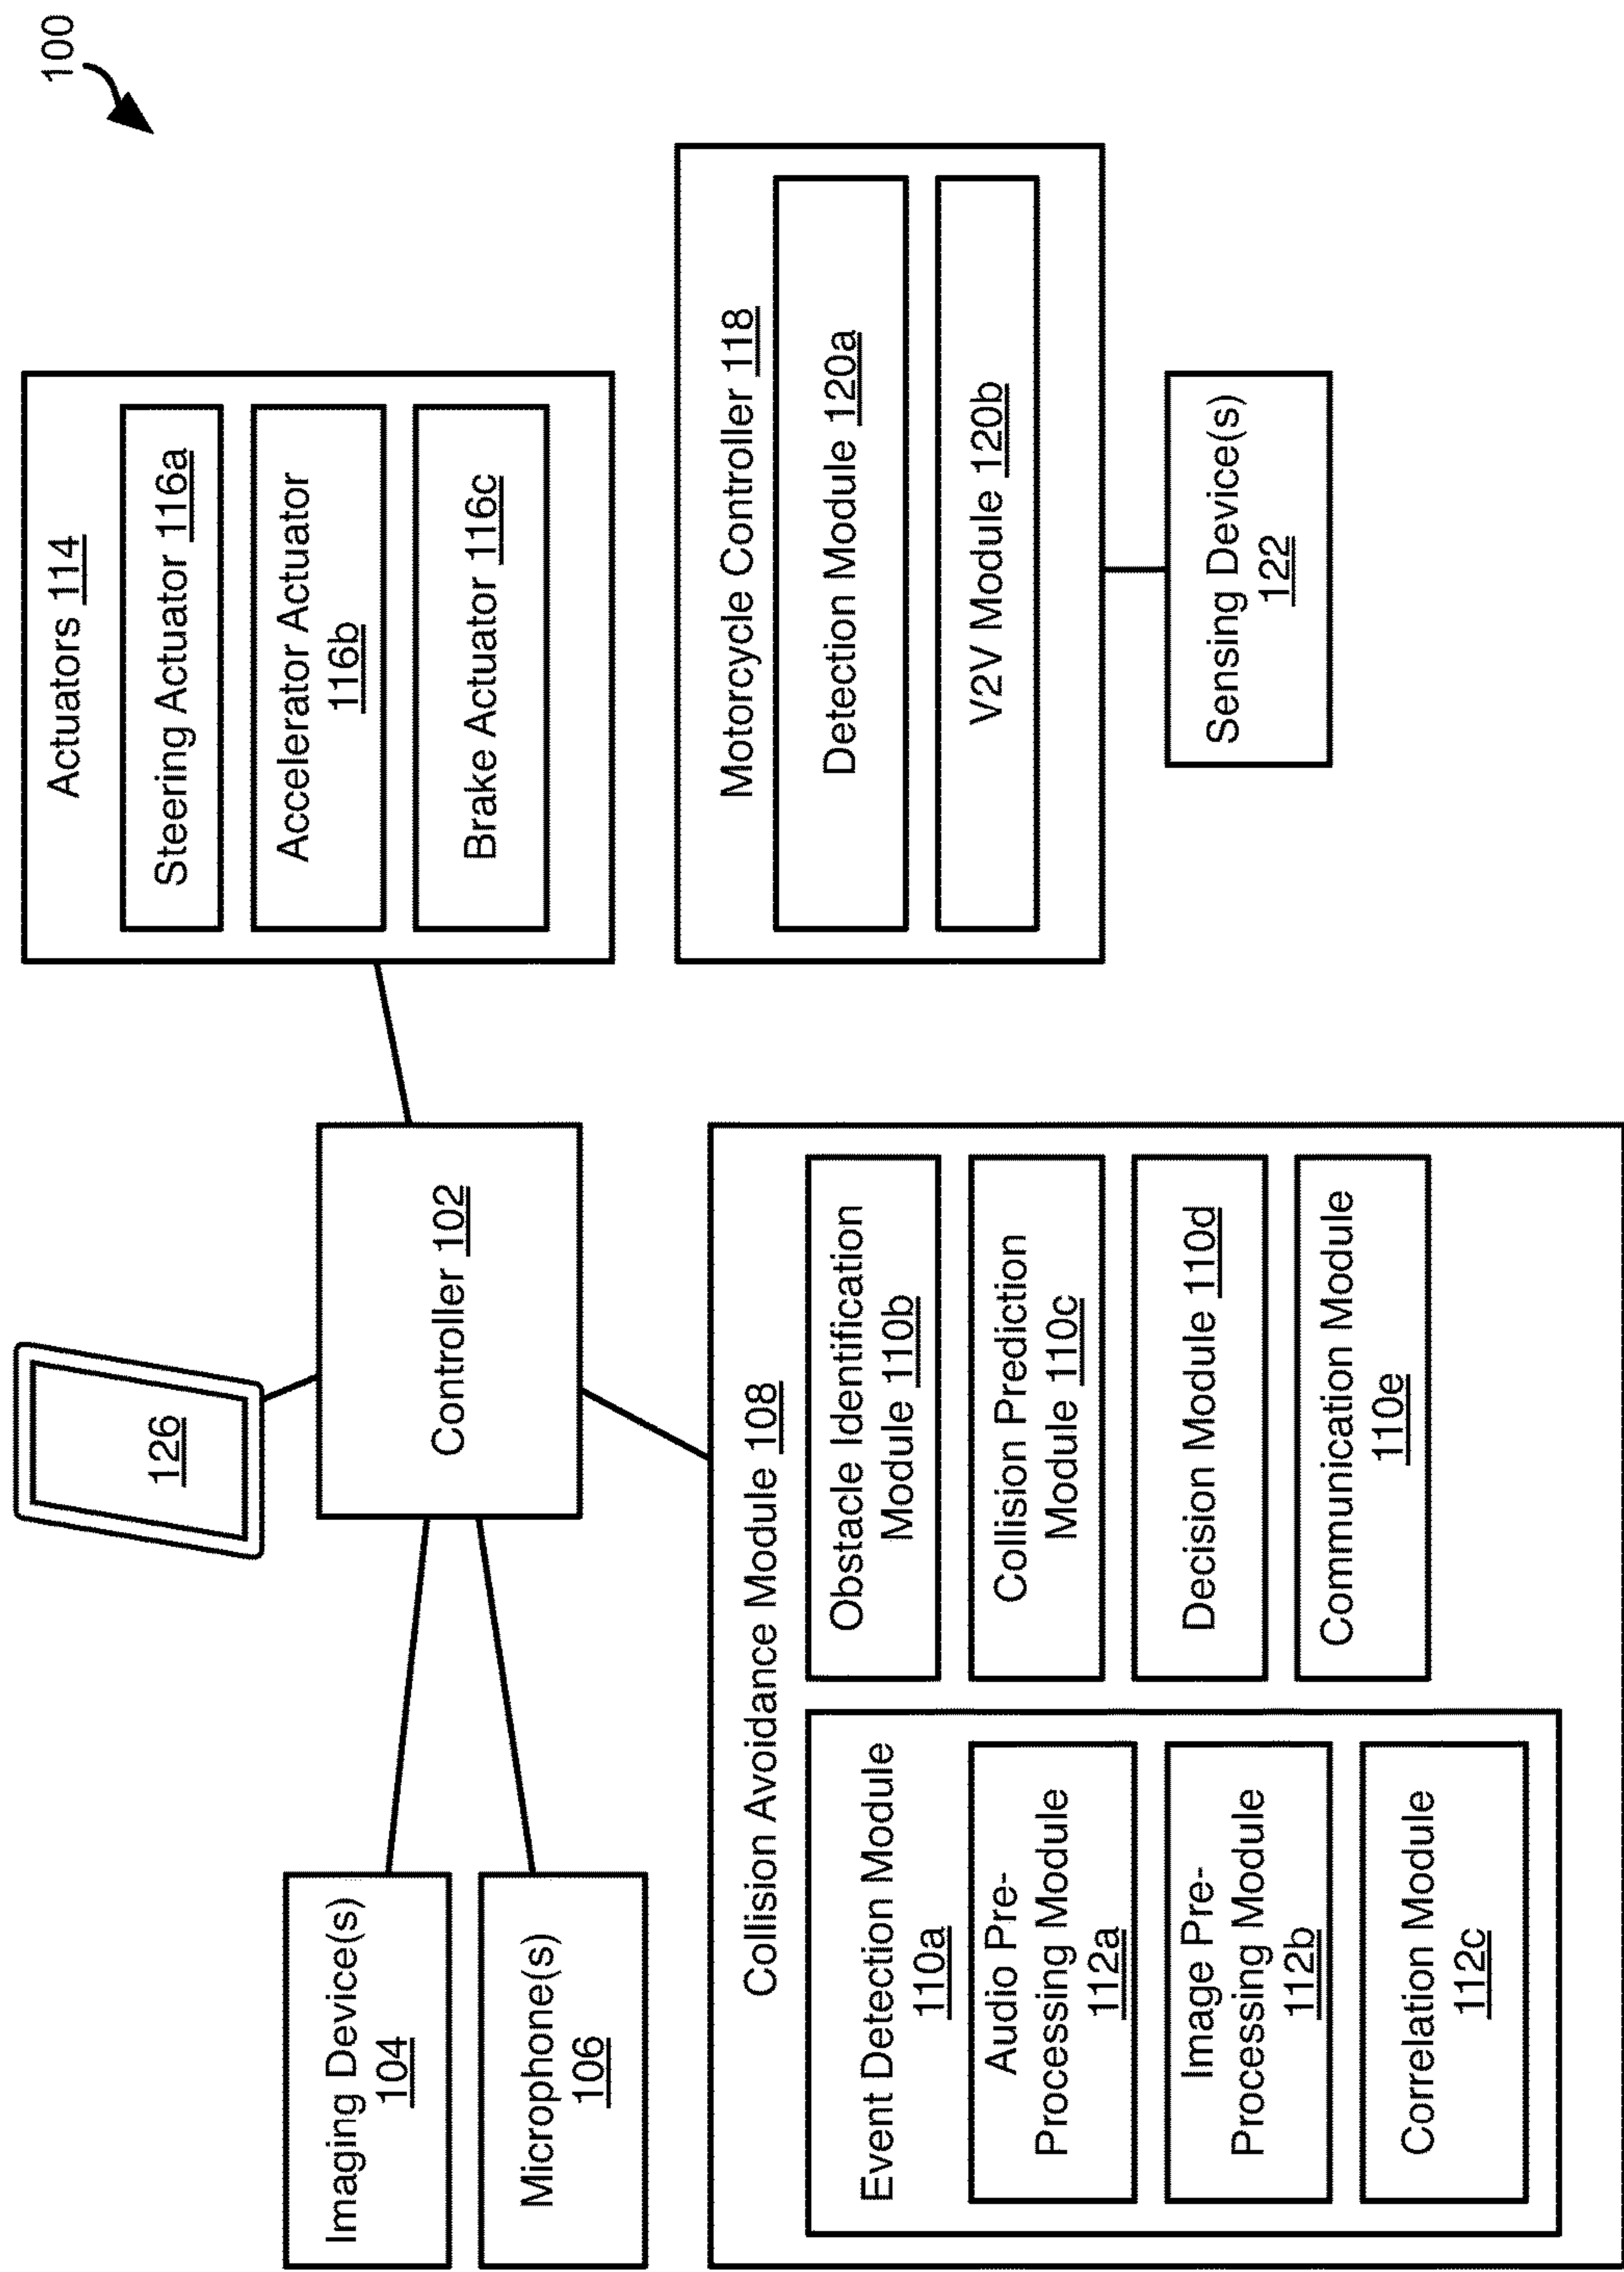 100
126
Controller 102
Imaging Device(s)
104
Microphone(s)
106
Actuators 114
Steering Actuator 116a
Accelerator Actuator
116b
Brake Actuator 116c
Collision Avoidance Module 108
Event Detection Module
110a
Audio Pre-
Processing Module
112a
Image Pre-
Processing Module
112b
Correlation Module
112c
Obstacle Identification
Module 110b
Collision Prediction
Module 110c
Decision Module 110d
Communication Module
110e
Motorcycle Controller 118
Detection Module 120a
V2V Module 120b
Sensing Device(s)
122